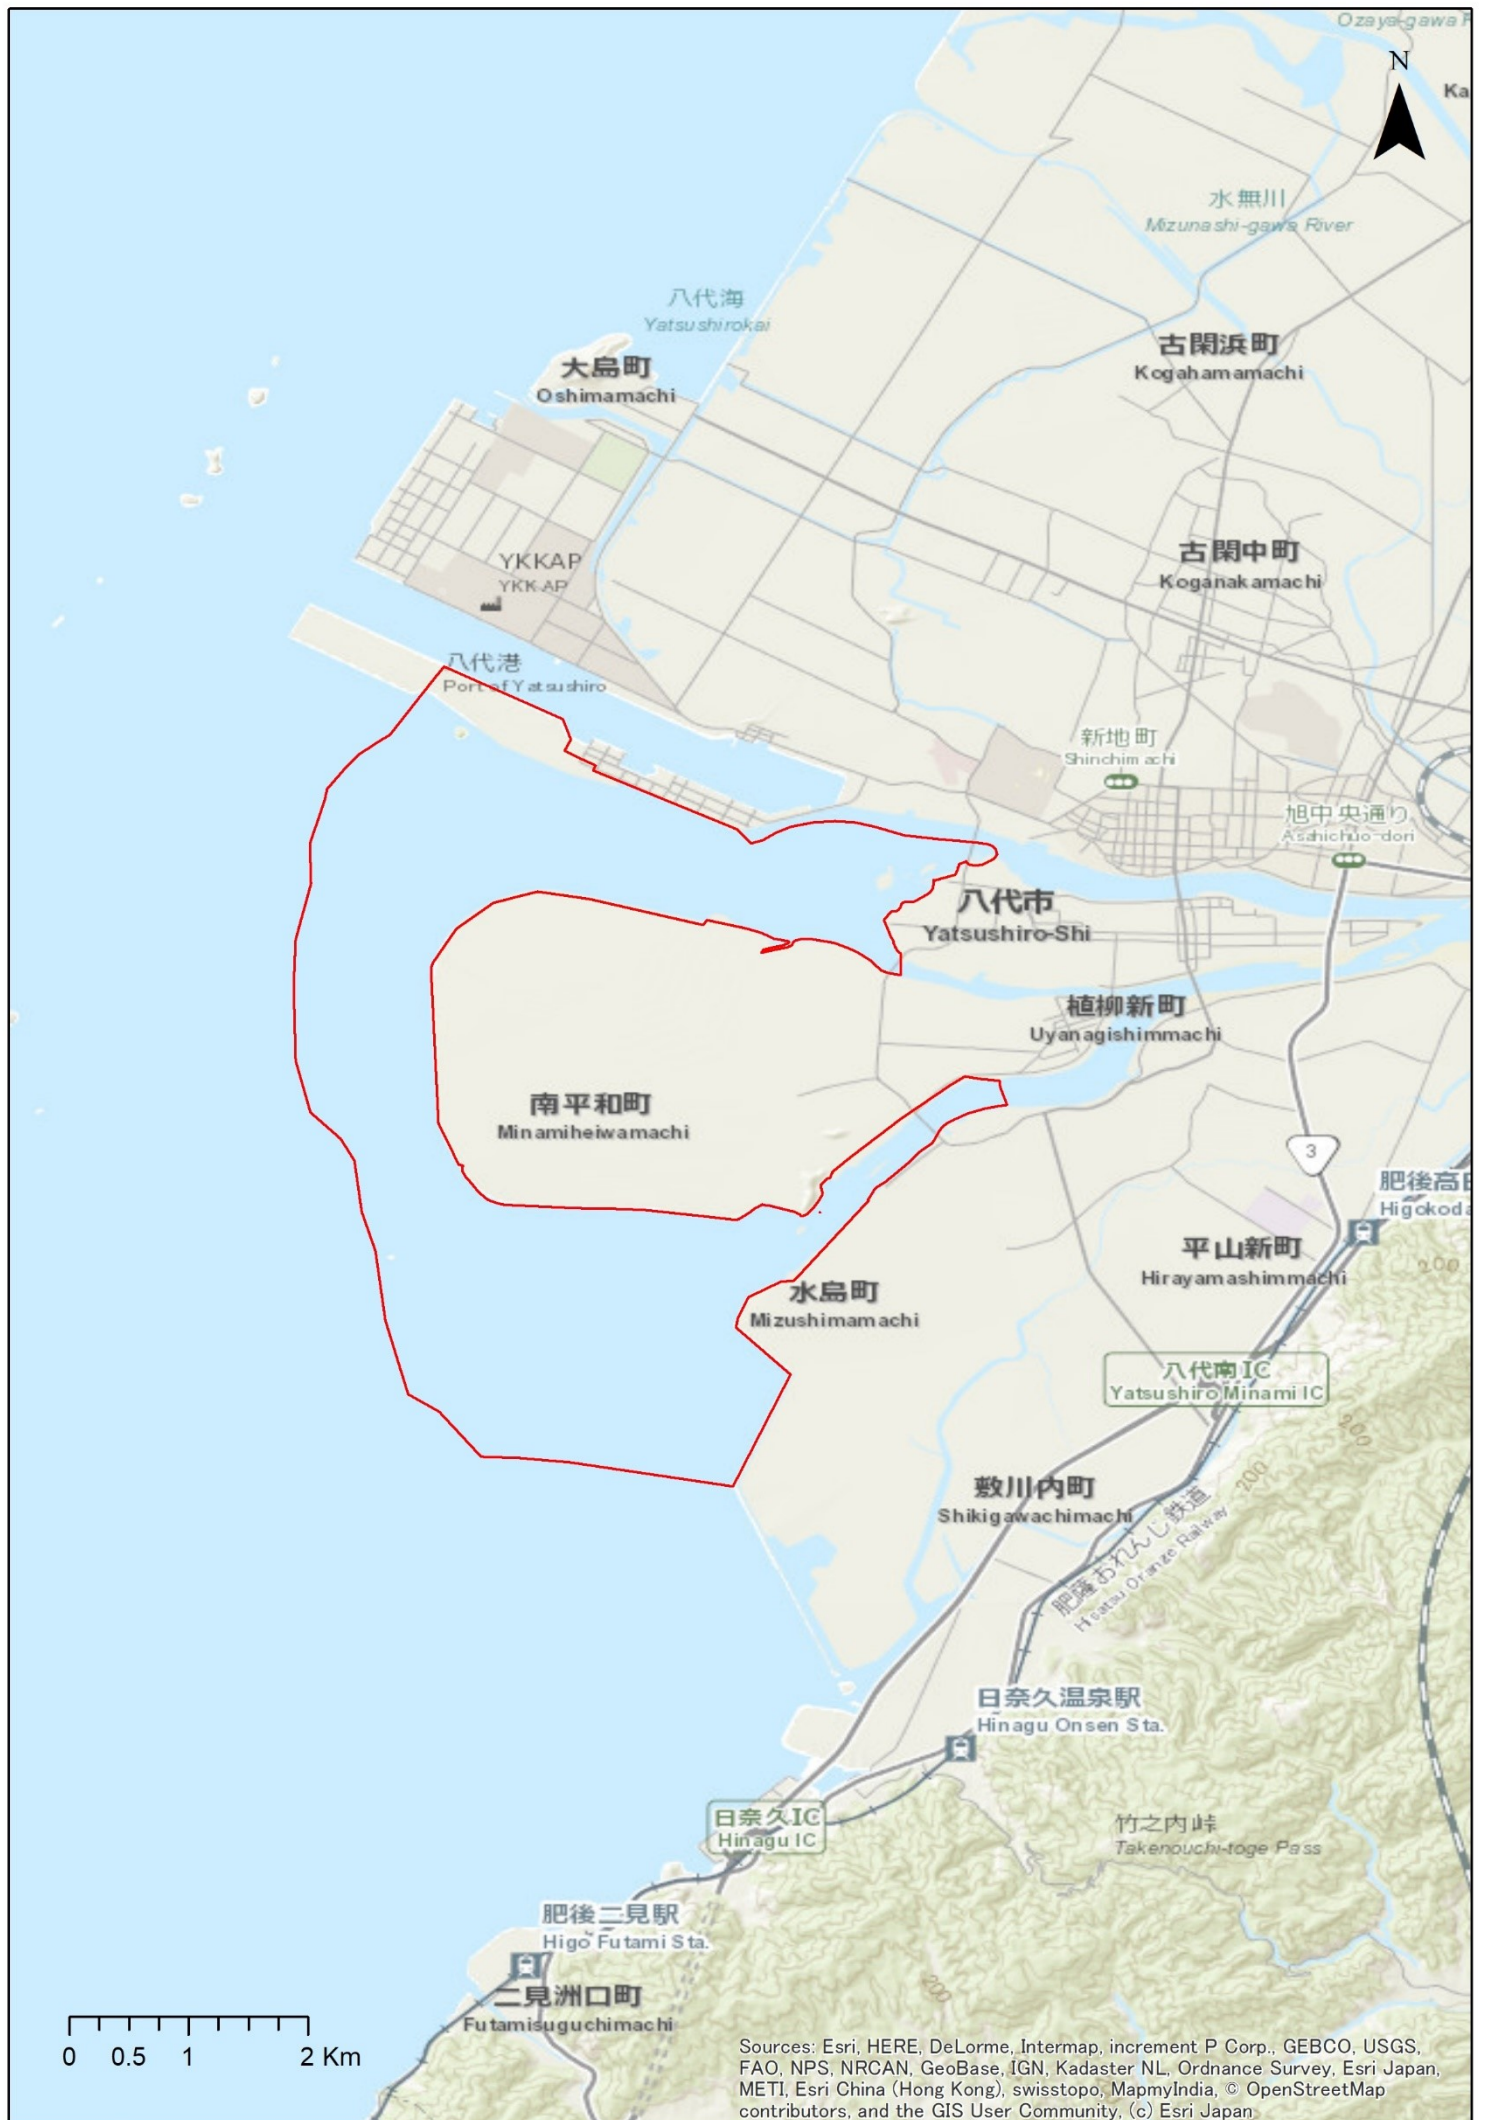 Ozaya-gawa
N
Ka
水無川
Mizunashi-gawa River
八代海
Yatsushirokai
古閑浜町
Kogahamamachi
大島町
Oshimamachi
古閑中町
Koganakamachi
YKKAP
YKK AP
八代港
Port of Yatsushiro
新地町
Shinchimachi
旭中央通り
Asahichuo-dori
八代市
Yatsushiro-Shi
植柳新町
Uyanagishimmachi
南平和町
Minamiheiwamachi
3
肥後高田
Higokoda
平山新町
Hirayamashimmachi
200
水島町
Mizushimamachi
八代南IC
Yatsushiro Minami IC
200
200
敷川内町
Shikigawachimachi
肥薩おれんじ鉄道
Hisatsu Orange Railway
日奈久温泉駅
Hinagu Onsen Sta.
日奈久IC
Hinagu IC
竹之内峠
Takenouchi-toge Pass
肥後二見駅
Higo Futami Sta.
200
二見洲口町
Futamisuguchimachi
0 0.5 1 2 Km
Sources: Esri, HERE, DeLorme, Intermap, increment P Corp., GEBCO, USGS,
FAO, NPS, NRCAN, GeoBase, IGN, Kadaster NL, Ordnance Survey, Esri Japan,
METI, Esri China (Hong Kong), swisstopo, MapmyIndia, © OpenStreetMap
contributors, and the GIS User Community, (c) Esri Japan